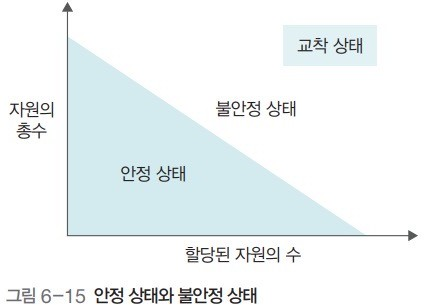 교착 상태
자원의
총수
불안정 상태
안정 상태
할당된 자원의 수
그림 6-15 안정 상태와 불안정 상태